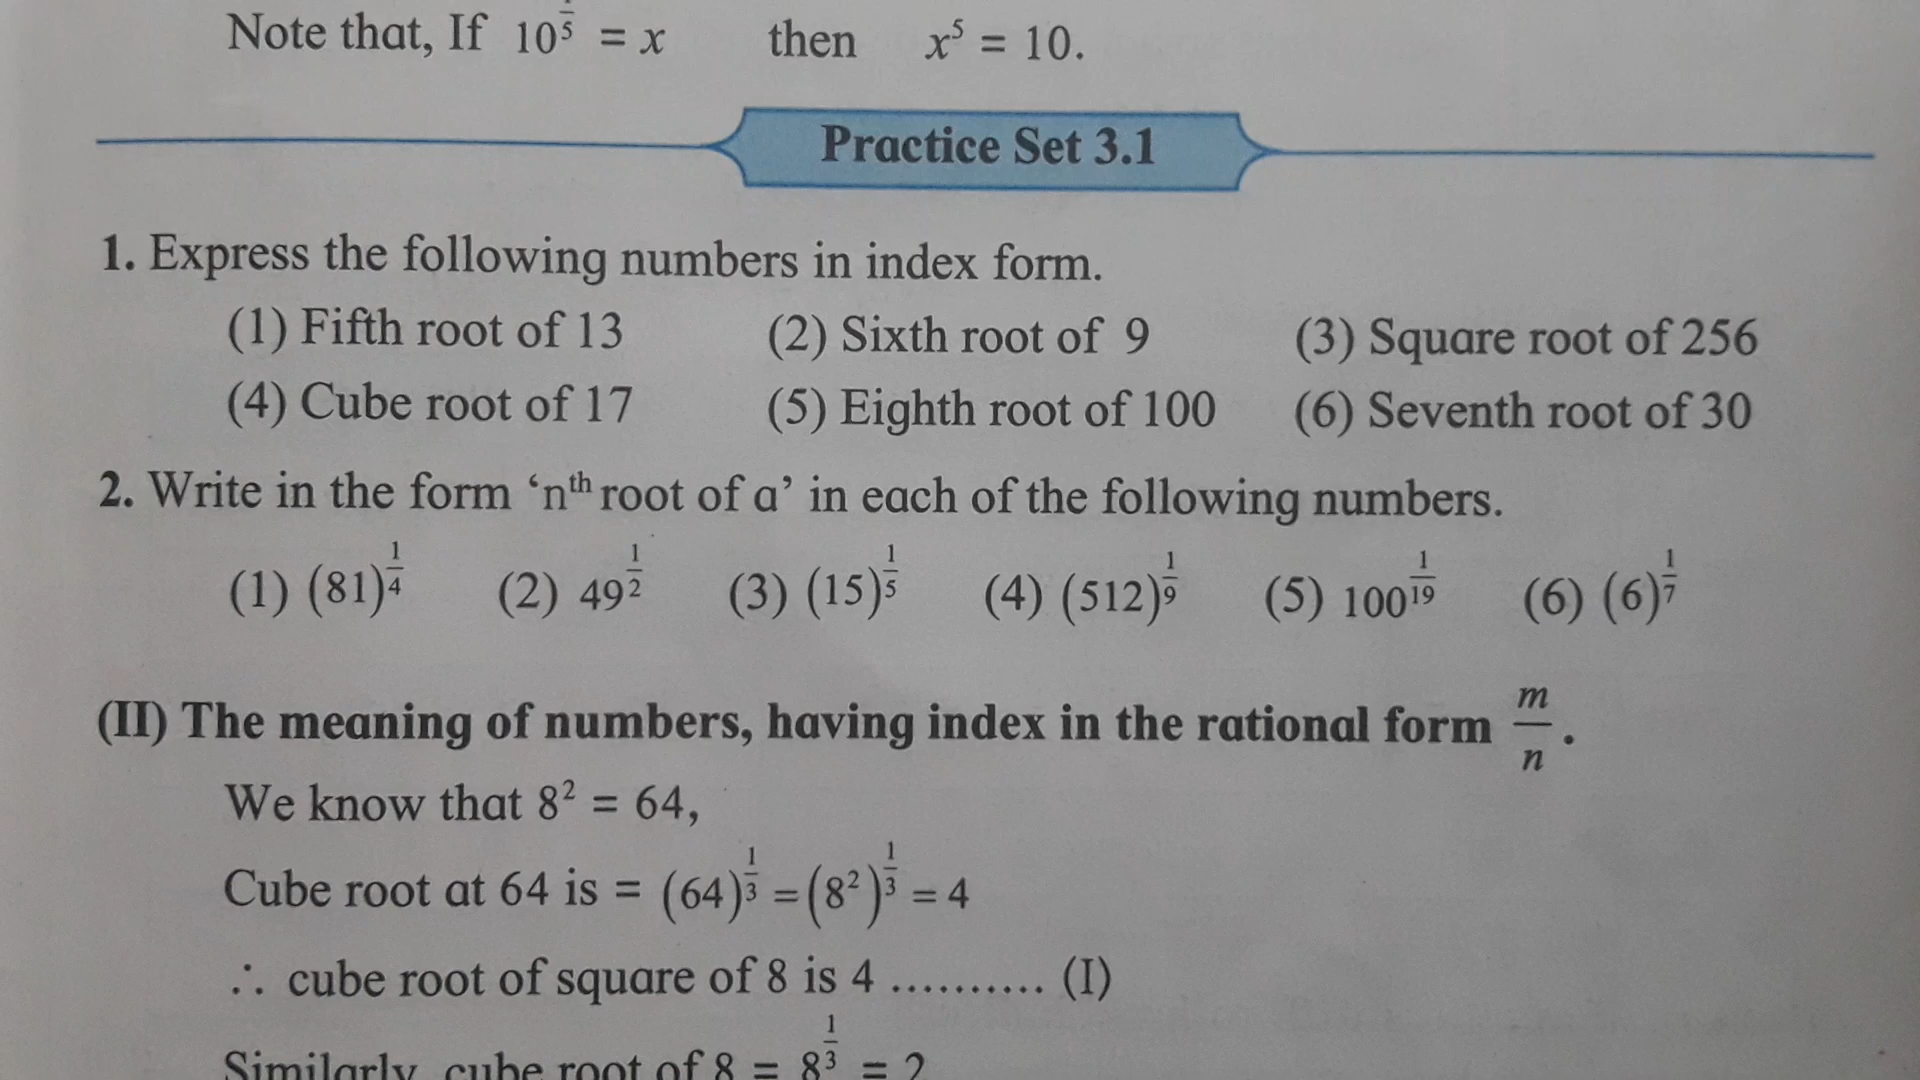 Note that, If 10^(1/5) = x then x⁵ = 10.
Practice Set 3.1
1. Express the following numbers in index form.
(1) Fifth root of 13 (2) Sixth root of 9 (3) Square root of 256
(4) Cube root of 17 (5) Eighth root of 100 (6) Seventh root of 30
2. Write in the form ‘nᵗʰ root of a’ in each of the following numbers.
(1) (81)^(1/4) (2) 49^(1/2) (3) (15)^(1/5) (4) (512)^(1/9) (5) 100^(1/19) (6) (6)^(1/7)
(II) The meaning of numbers, having index in the rational form m/n.
We know that 8² = 64,
Cube root at 64 is = (64)^(1/3) = (8²)^(1/3) = 4
∴ cube root of square of 8 is 4 .......... (I)
Similarly, cube root of 8 = 8^(1/3) = 2